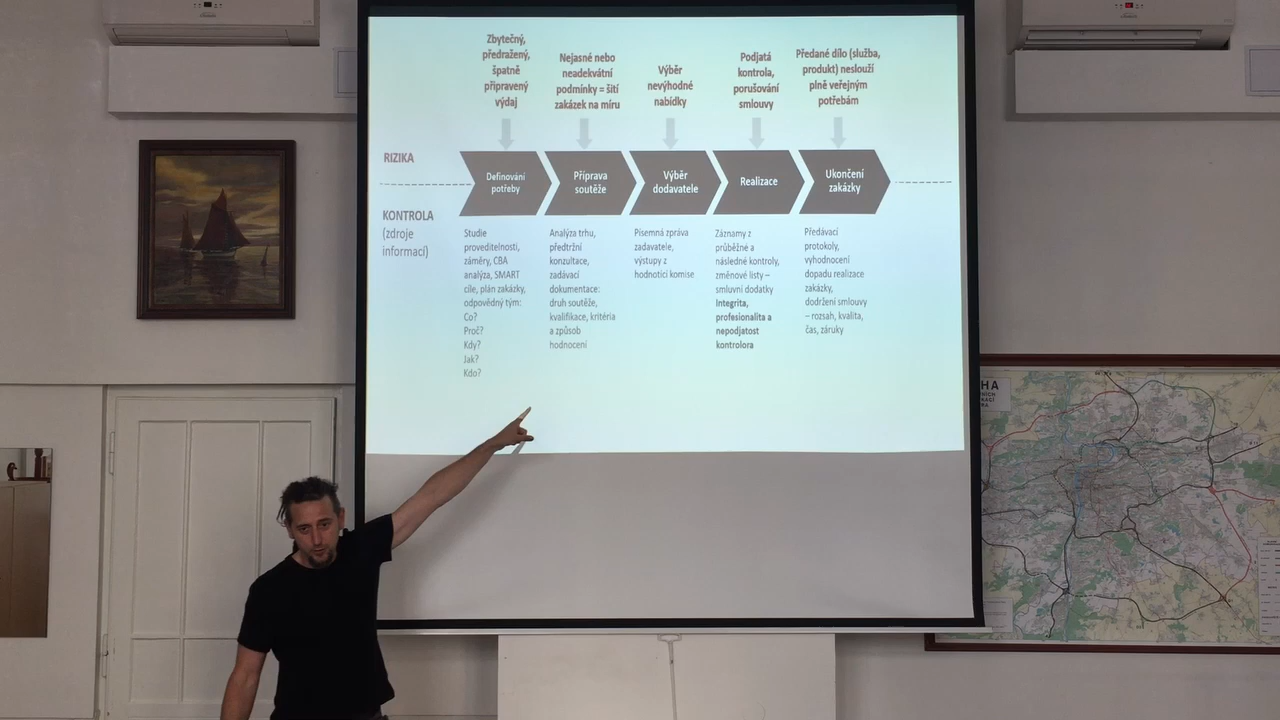 Zbytečný,
předražený,
špatně
připravený
výdaj
Nejasné nebo
neadekvátní
podmínky = šití
zakázek na míru
Výběr
nevýhodné
nabídky
Podjatá
kontrola,
porušování
smlouvy
Předané dílo (služba,
produkt) neslouží
plně veřejným
potřebám
RIZIKA
Definování
potřeby
Příprava
soutěže
Výběr
dodavatele
Realizace
Ukončení
zakázky
KONTROLA
(zdroje
informací)
Studie
proveditelnosti,
záměry, CBA
analýza, SMART
cíle, plán zakázky,
odpovědný tým:
Co?
Proč?
Kdy?
Jak?
Kdo?
Analýza trhu,
předtržní
konzultace,
zadávací
dokumentace:
druh soutěže,
kvalifikace, kritéria
a způsob
hodnocení
Písemná zpráva
zadavatele,
výstupy z
hodnotící komise
Záznamy z
průběžné a
následné kontroly,
změnové listy –
smluvní dodatky
Integrita,
profesionalita a
nepodjatost
kontrolora
Předávací
protokoly,
vyhodnocení
dopadu realizace
zakázky,
dodržení smlouvy
– rozsah, kvalita,
čas, záruky
HA